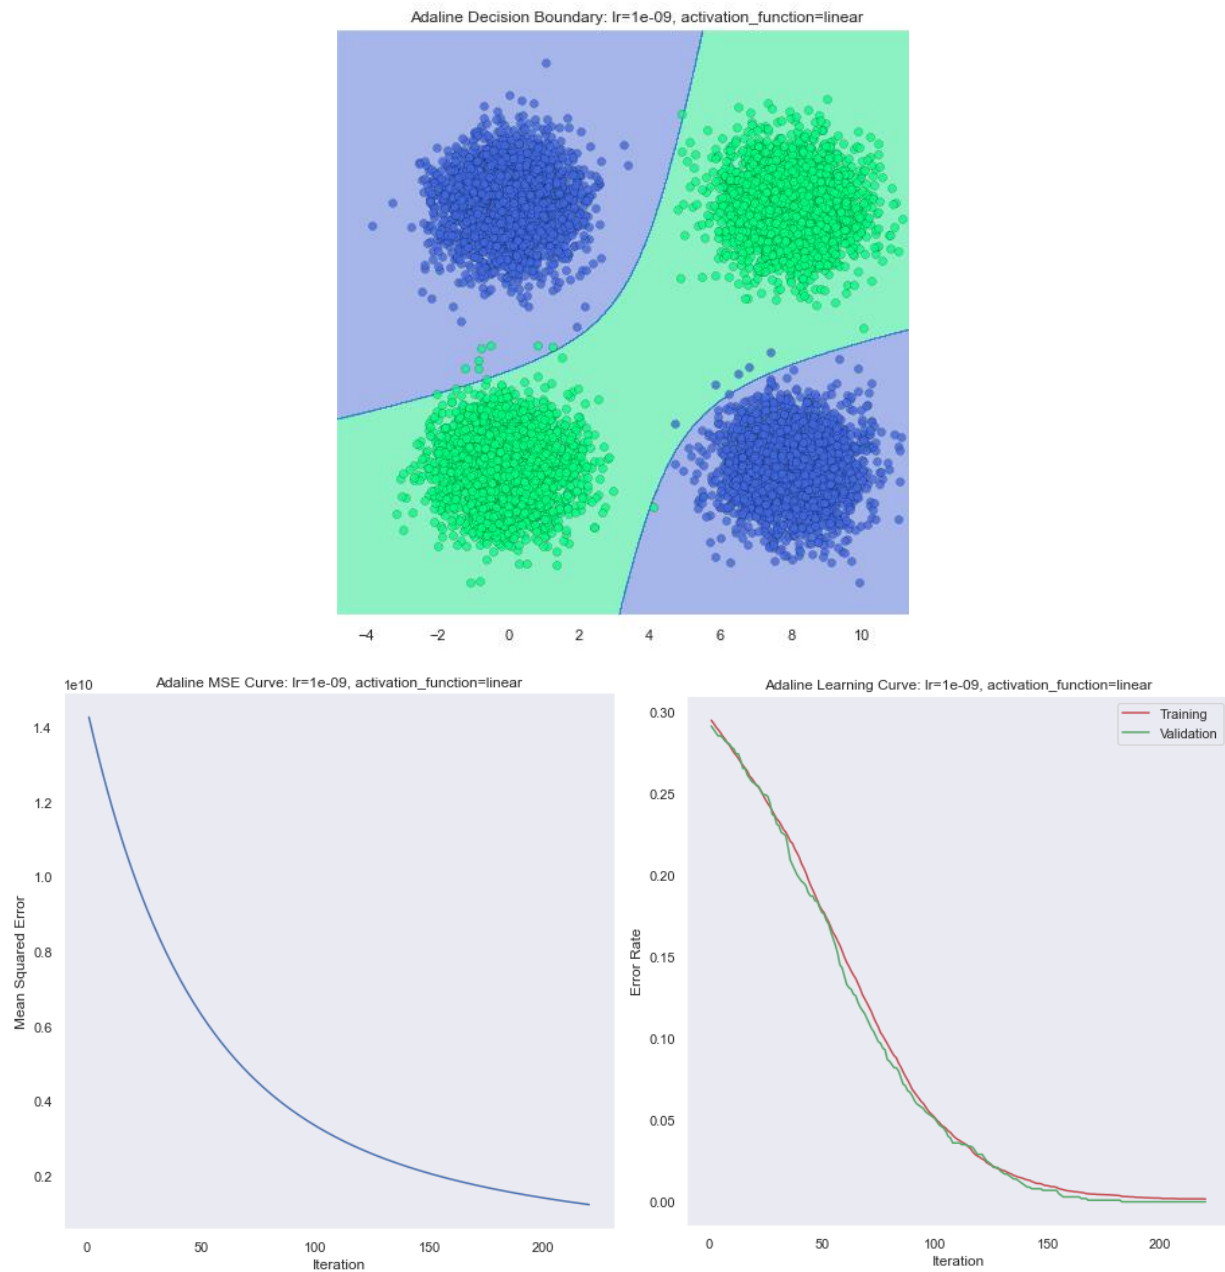 Adaline Decision Boundary: lr=1e-09, activation_function=linear
−4 −2 0 2 4 6 8 10
Adaline MSE Curve: lr=1e-09, activation_function=linear
1e10
1.4
1.2
1.0
0.8
0.6
0.4
0.2
Mean Squared Error
0 50 100 150 200
Iteration
Adaline Learning Curve: lr=1e-09, activation_function=linear
Training
Validation
0.30
0.25
0.20
0.15
0.10
0.05
0.00
Error Rate
0 50 100 150 200
Iteration